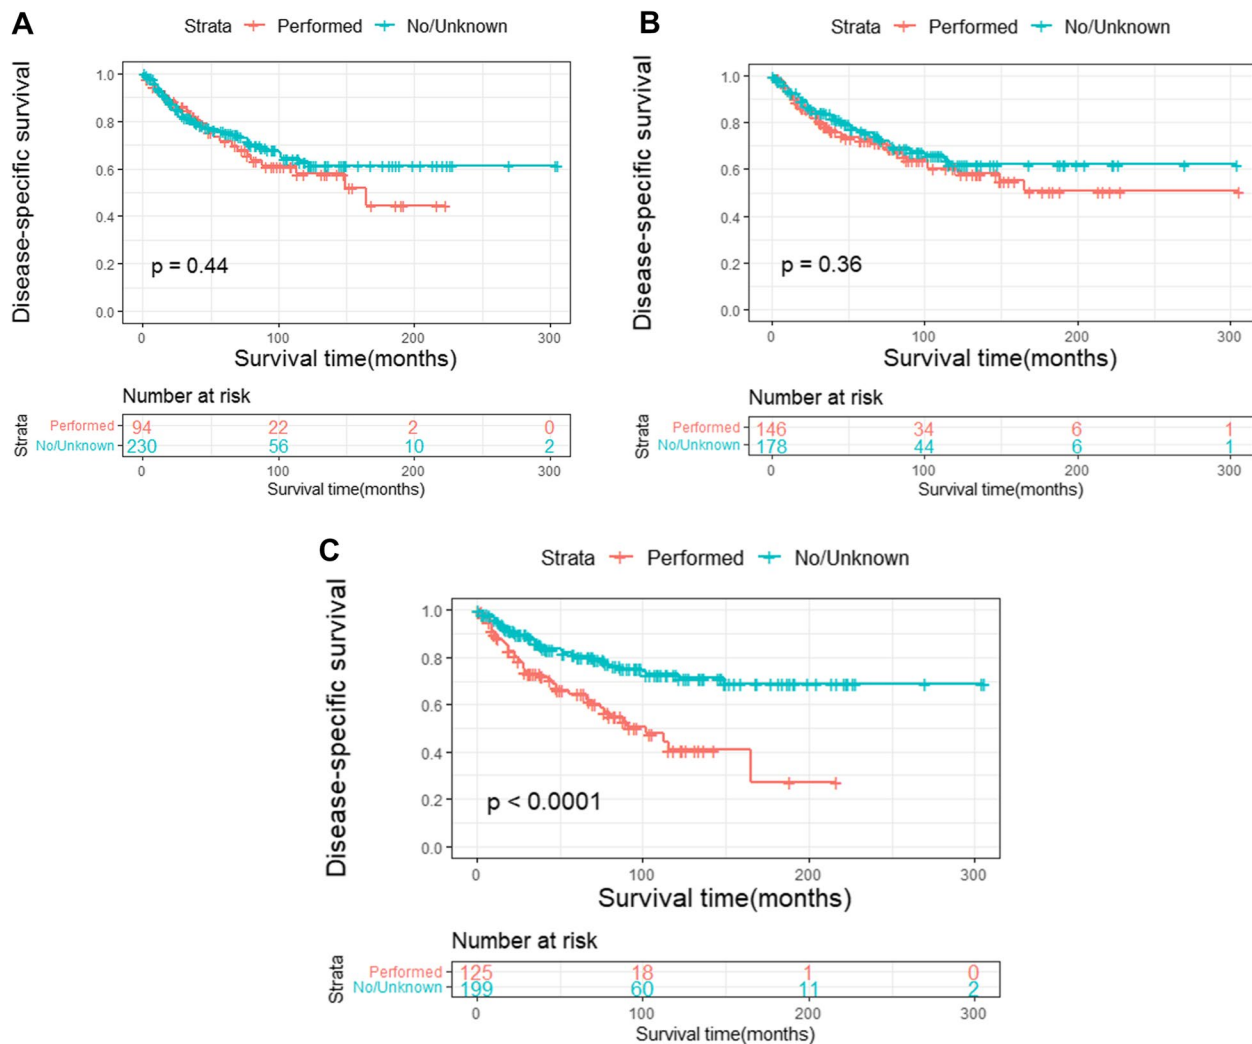 A
Strata Performed No/Unknown
Disease-specific survival
1.0
0.8
0.6
0.4
0.2
0.0
p = 0.44
0 100 200 300
Survival time(months)
Number at risk
Strata
Performed 94 22 2 0
No/Unknown 230 56 10 2
0 100 200 300
Survival time(months)
B
Strata Performed No/Unknown
Disease-specific survival
1.0
0.8
0.6
0.4
0.2
0.0
p = 0.36
0 100 200 300
Survival time(months)
Number at risk
Strata
Performed 146 34 6 1
No/Unknown 178 44 6 1
0 100 200 300
Survival time(months)
C
Strata Performed No/Unknown
Disease-specific survival
1.0
0.8
0.6
0.4
0.2
0.0
p < 0.0001
0 100 200 300
Survival time(months)
Number at risk
Strata
Performed 125 18 1 0
No/Unknown 199 60 11 2
0 100 200 300
Survival time(months)